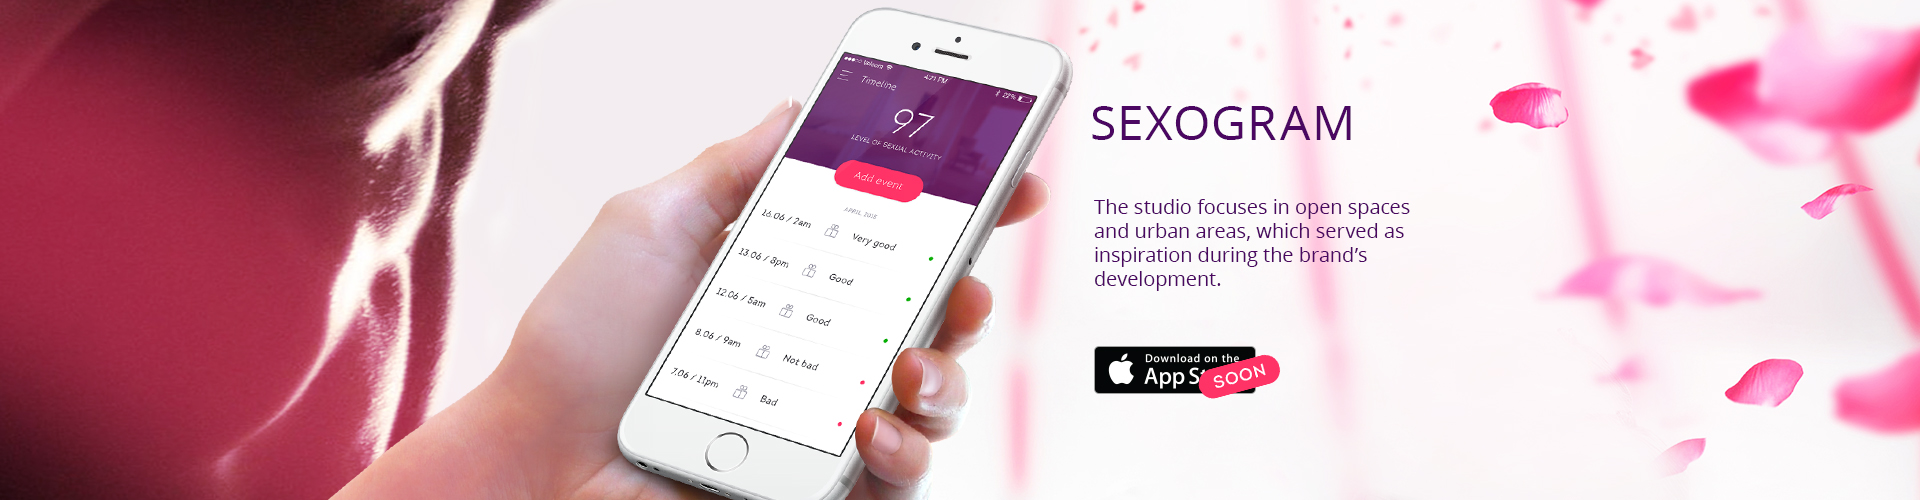 Velcom 4:21 PM 22%
Timeline
97
LEVEL OF SEXUAL ACTIVITY
Add event
APRIL 2016
16.06 / 2am Very good
13.06 / 8pm Good
12.06 / 5am Good
8.06 / 9am Not bad
7.06 / 11pm Bad
SEXOGRAM
The studio focuses in open spaces
and urban areas, which served as
inspiration during the brand’s
development.
Download on the
App S
SOON